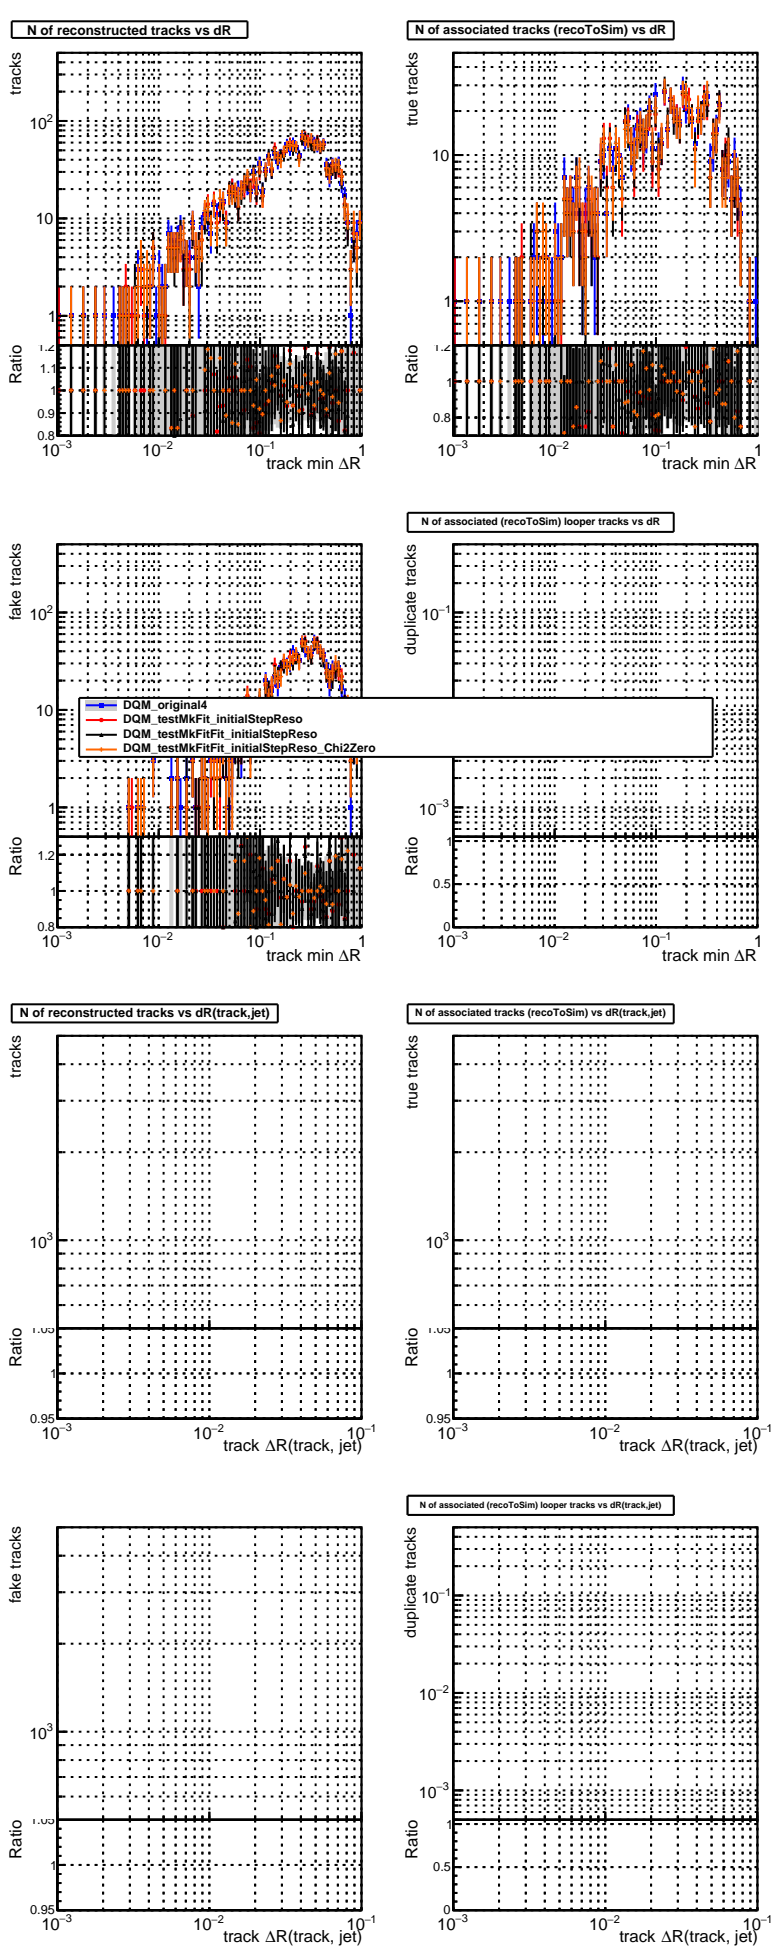 N of reconstructed tracks vs dR
tracks
10²
10
1
Ratio
1.2
1.1
1
0.9
0.8
10⁻³
10⁻²
10⁻¹
1
track min ΔR
N of associated tracks (recoToSim) vs dR
true tracks
10
1
Ratio
1.2
1
0.8
10⁻³
10⁻²
10⁻¹
1
track min ΔR
fake tracks
10²
10
1
Ratio
1.2
1
0.8
10⁻³
10⁻²
10⁻¹
1
track min ΔR
N of associated (recoToSim) looper tracks vs dR
duplicate tracks
10⁻¹
10⁻³
Ratio
1
0.5
0
10⁻³
10⁻²
10⁻¹
1
track min ΔR
DQM_original4
DQM_testMkFit_initialStepReso
DQM_testMkFitFit_initialStepReso
DQM_testMkFitFit_initialStepReso_Chi2Zero
N of reconstructed tracks vs dR(track,jet)
tracks
10³
Ratio
1.05
1
0.95
10⁻³
10⁻²
10⁻¹
track ΔR(track, jet)
N of associated tracks (recoToSim) vs dR(track,jet)
true tracks
10³
Ratio
1.05
1
0.95
10⁻³
10⁻²
10⁻¹
track ΔR(track, jet)
fake tracks
10³
Ratio
1.05
1
0.95
10⁻³
10⁻²
10⁻¹
track ΔR(track, jet)
N of associated (recoToSim) looper tracks vs dR(track,jet)
duplicate tracks
10⁻¹
10⁻²
10⁻³
Ratio
1
0.5
0
10⁻³
10⁻²
10⁻¹
track ΔR(track, jet)